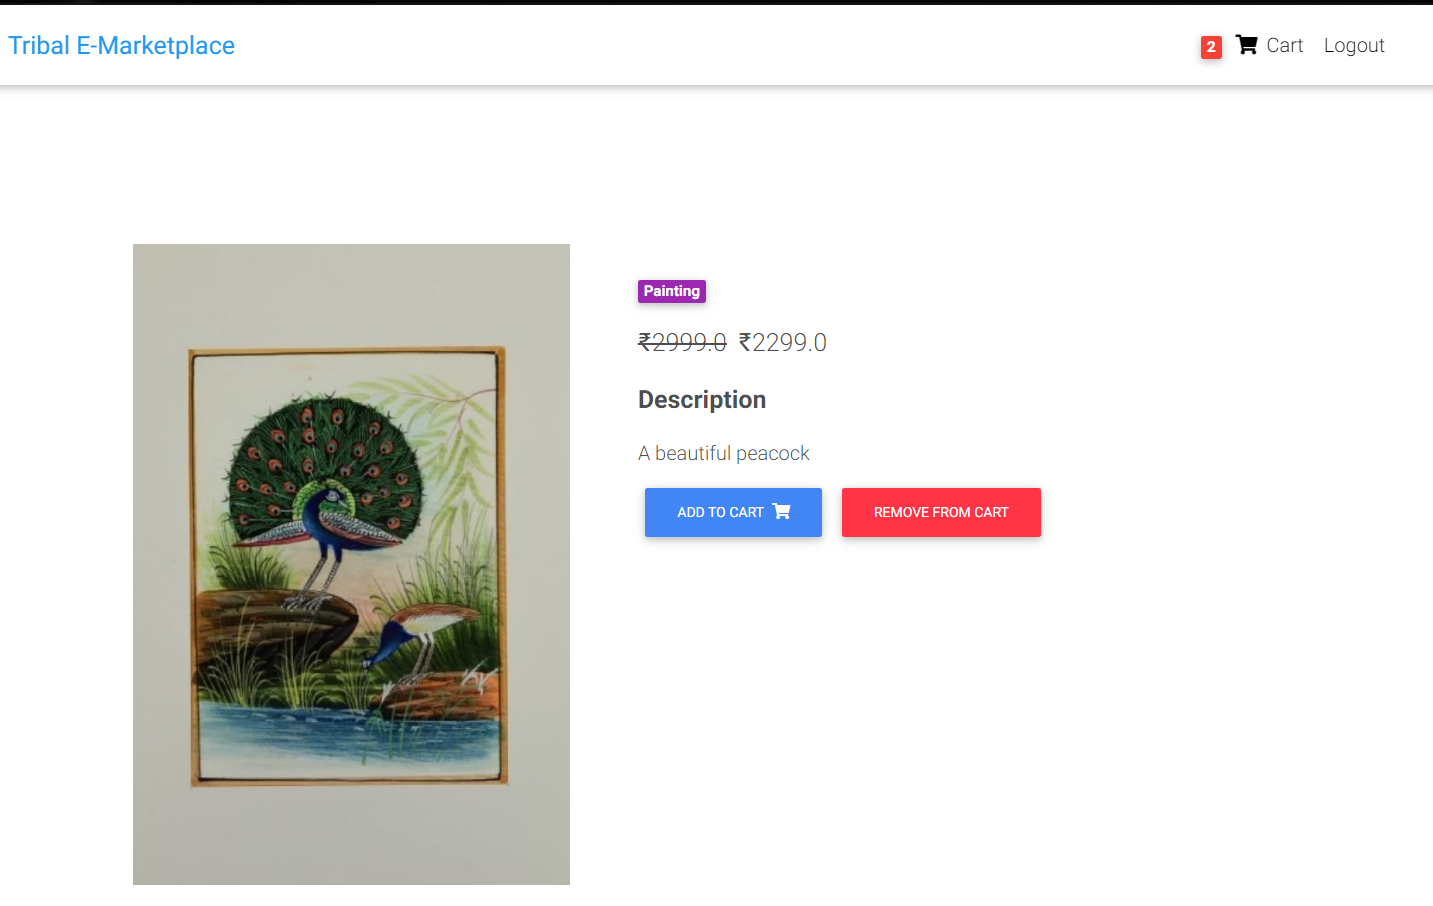 Tribal E-Marketplace
2 Cart Logout
Painting
₹2999.0 ₹2299.0
Description
A beautiful peacock
ADD TO CART
REMOVE FROM CART